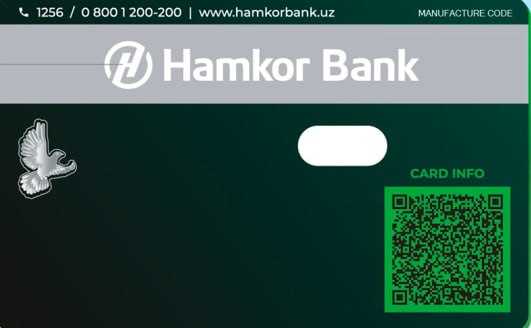 1256 / 0 800 1 200-200 | www.hamkorbank.uz MANUFACTURE CODE
Hamkor Bank
CARD INFO